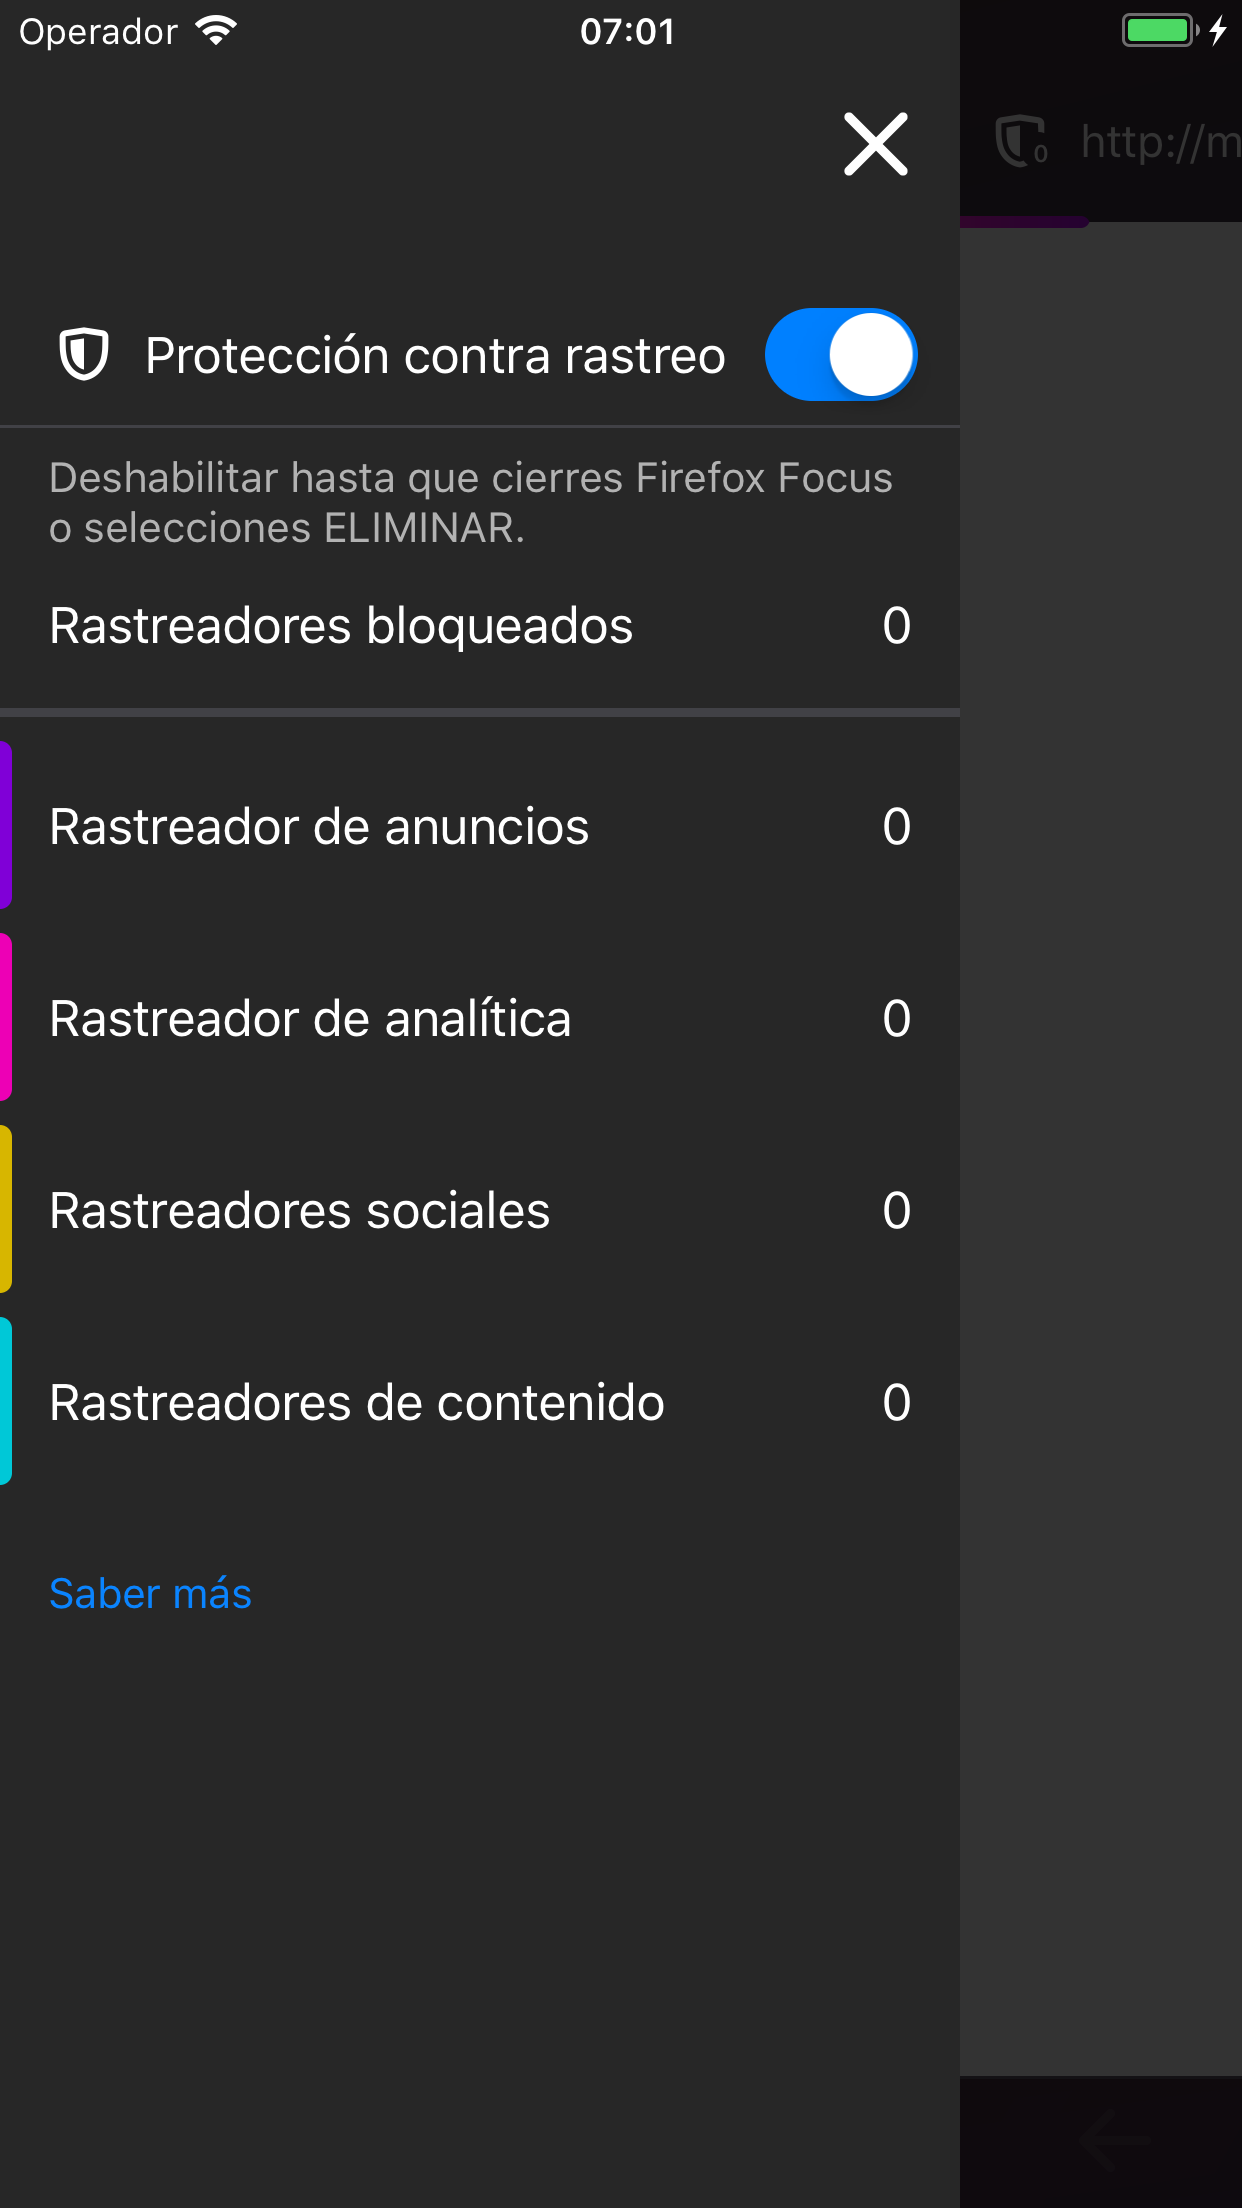 Operador
07:01
0
http://m
Protección contra rastreo
Deshabilitar hasta que cierres Firefox Focus
o selecciones ELIMINAR.
Rastreadores bloqueados 0
Rastreador de anuncios 0
Rastreador de analítica 0
Rastreadores sociales 0
Rastreadores de contenido 0
Saber más